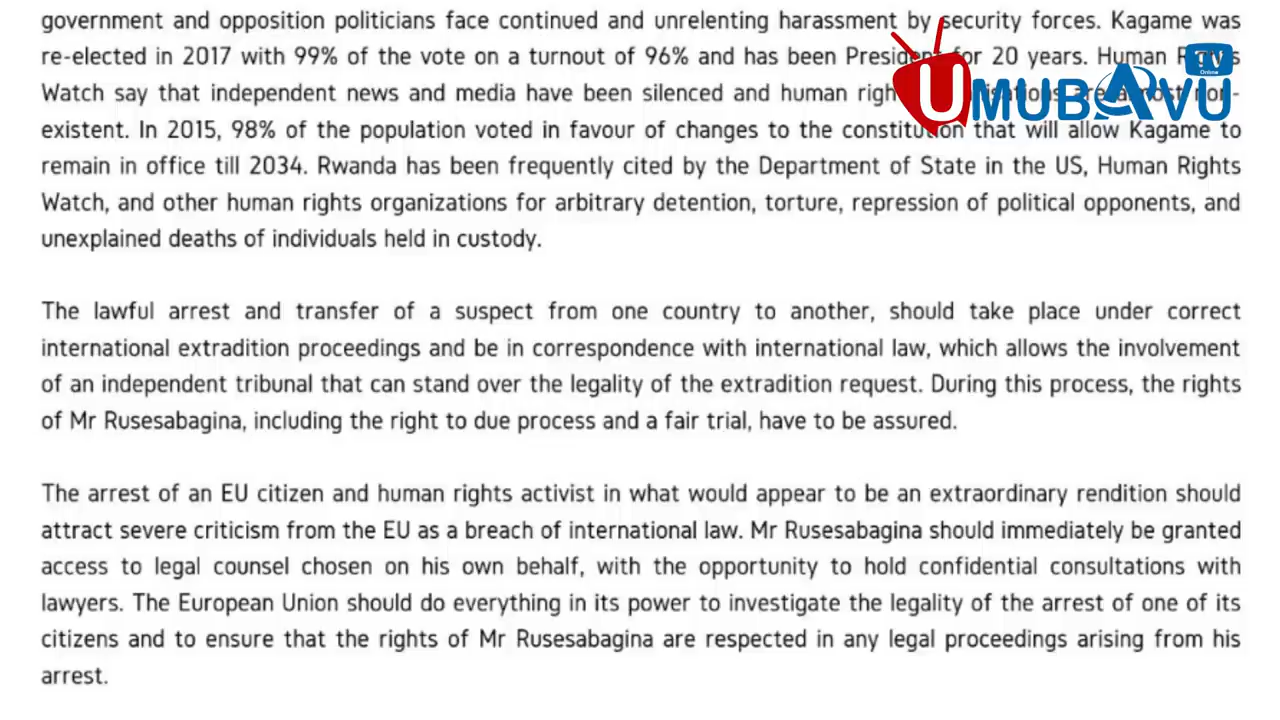 government and opposition politicians face continued and unrelenting harassment by security forces. Kagame was
re-elected in 2017 with 99% of the vote on a turnout of 96% and has been President for 20 years. Human Rights
Watch say that independent news and media have been silenced and human are almost non-
existent. In 2015, 98% of the population voted in favour of changes to the constitution that will allow Kagame to
remain in office till 2034. Rwanda has been frequently cited by the Department of State in the US, Human Rights
Watch, and other human rights organizations for arbitrary detention, torture, repression of political opponents, and
unexplained deaths of individuals held in custody.
The lawful arrest and transfer of a suspect from one country to another, should take place under correct
international extradition proceedings and be in correspondence with international law, which allows the involvement
of an independent tribunal that can stand over the legality of the extradition request. During this process, the rights
of Mr Rusesabagina, including the right to due process and a fair trial, have to be assured.
The arrest of an EU citizen and human rights activist in what would appear to be an extraordinary rendition should
attract severe criticism from the EU as a breach of international law. Mr Rusesabagina should immediately be granted
access to legal counsel chosen on his own behalf, with the opportunity to hold confidential consultations with
lawyers. The European Union should do everything in its power to investigate the legality of the arrest of one of its
citizens and to ensure that the rights of Mr Rusesabagina are respected in any legal proceedings arising from his
arrest.
UMUBAVU
TV
Online